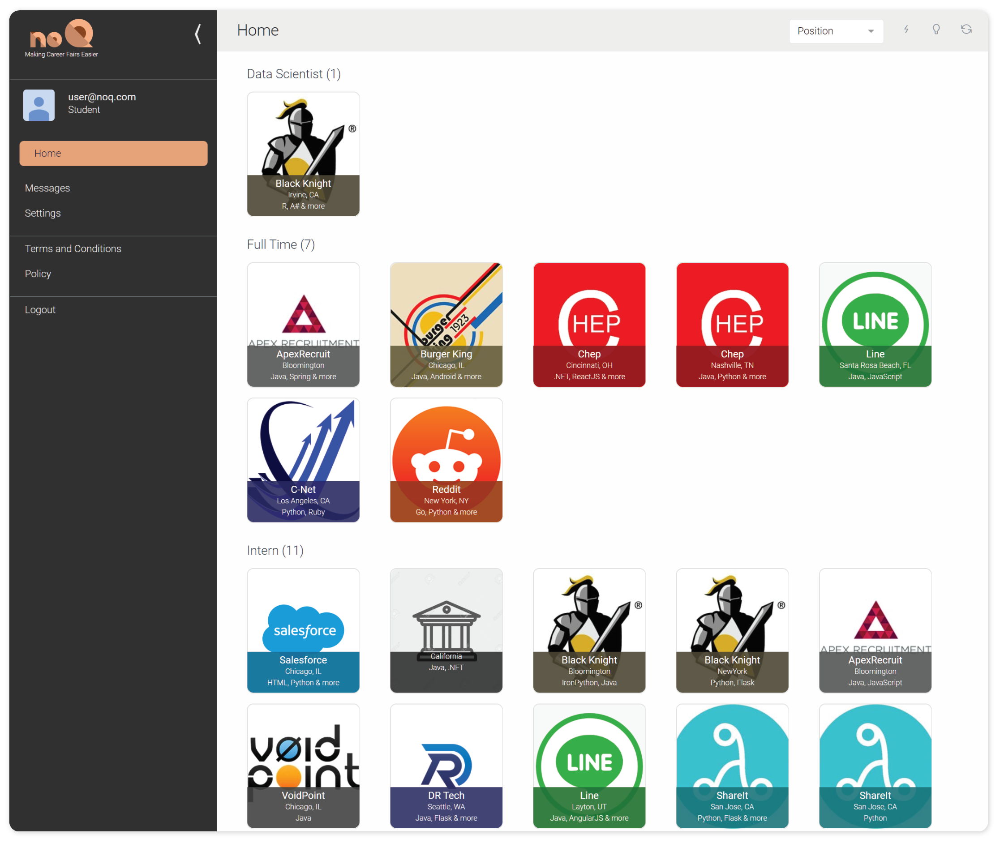 noQ
Making Career Fairs Easier
user@noq.com
Student
Home
Messages
Settings
Terms and Conditions
Policy
Logout
Home
Position
Data Scientist (1)
®
Black Knight
Irvine, CA
R, A# & more
Full Time (7)
APEX RECRUITMENT
ApexRecruit
Bloomington
Java, Spring & more
burger king 1923
Burger King
Chicago, IL
Java, Android & more
CHEP
Chep
Cincinnati, OH
.NET, ReactJS & more
CHEP
Chep
Nashville, TN
Java, Python & more
LINE
Line
Santa Rosa Beach, FL
Java, JavaScript
C-Net
Los Angeles, CA
Python, Ruby
Reddit
New York, NY
Go, Python & more
Intern (11)
salesforce
Salesforce
Chicago, IL
HTML, Python & more
California
Java, .NET
®
Black Knight
Bloomington
IronPython, Java
®
Black Knight
NewYork
Python, Flask
APEX RECRUITMENT
ApexRecruit
Bloomington
Java, JavaScript
vøid
point
VoidPoint
Chicago, IL
Java
DR Tech
Seattle, WA
Java, Flask & more
LINE
Line
Layton, UT
Java, AngularJS & more
ShareIt
San Jose, CA
Python, Flask & more
ShareIt
San Jose, CA
Python